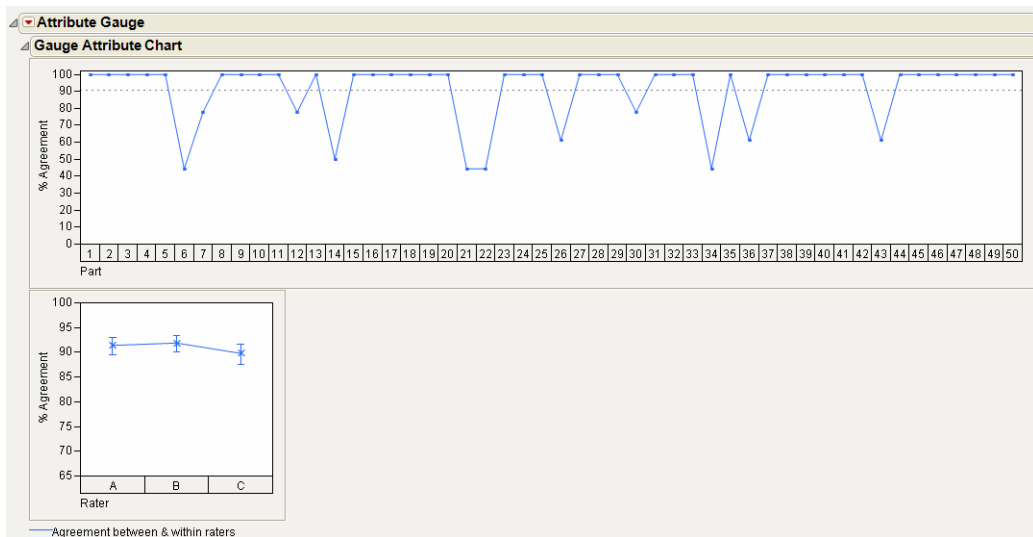 Attribute Gauge
Gauge Attribute Chart
100
90
80
70
60
50
40
30
20
10
0
% Agreement
1 2 3 4 5 6 7 8 9 10 11 12 13 14 15 16 17 18 19 20 21 22 23 24 25 26 27 28 29 30 31 32 33 34 35 36 37 38 39 40 41 42 43 44 45 46 47 48 49 50
Part
100
95
90
85
80
75
70
65
% Agreement
A B C
Rater
Agreement between & within raters